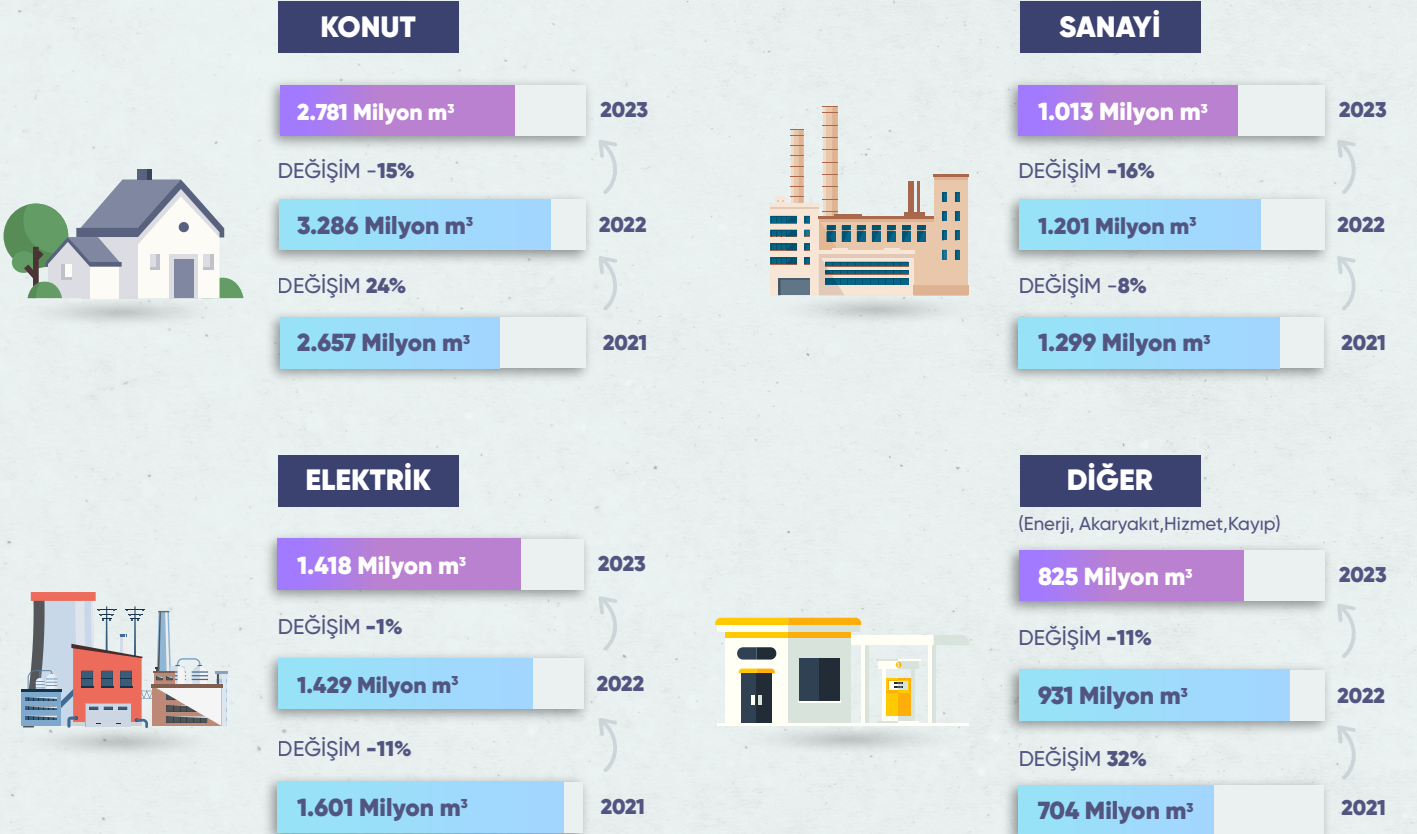 KONUT
2.781 Milyon m³
2023
DEĞİŞİM -15%
3.286 Milyon m³
2022
DEĞİŞİM 24%
2.657 Milyon m³
2021
SANAYİ
1.013 Milyon m³
2023
DEĞİŞİM -16%
1.201 Milyon m³
2022
DEĞİŞİM -8%
1.299 Milyon m³
2021
ELEKTRİK
1.418 Milyon m³
2023
DEĞİŞİM -1%
1.429 Milyon m³
2022
DEĞİŞİM -11%
1.601 Milyon m³
2021
DİĞER
(Enerji, Akaryakıt,Hizmet,Kayıp)
825 Milyon m³
2023
DEĞİŞİM -11%
931 Milyon m³
2022
DEĞİŞİM 32%
704 Milyon m³
2021